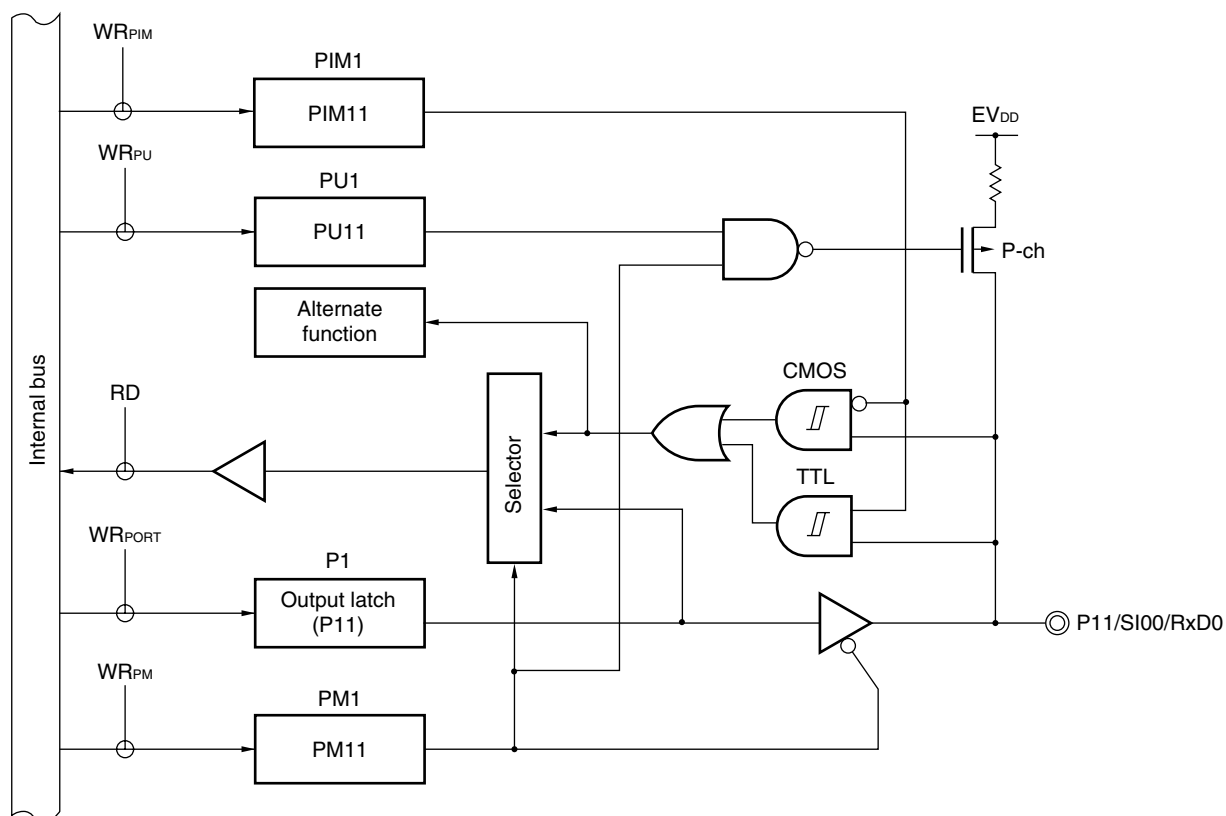 WRPIM
PIM1
PIM11
EVDD
WRPU
PU1
PU11
P-ch
Alternate
function
CMOS
Internal bus
RD
Selector
TTL
WRPORT
P1
Output latch
(P11)
P11/SI00/RxD0
WRPM
PM1
PM11